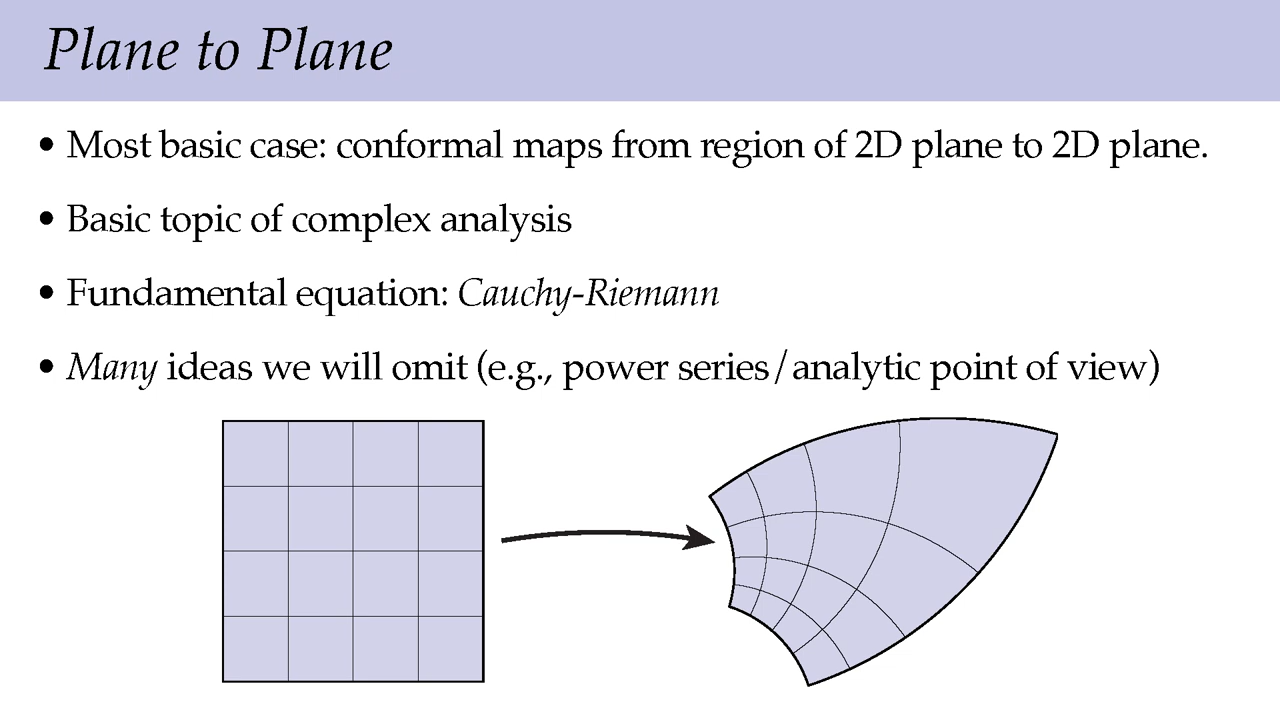 Plane to Plane
• Most basic case: conformal maps from region of 2D plane to 2D plane.
• Basic topic of complex analysis
• Fundamental equation: Cauchy-Riemann
• Many ideas we will omit (e.g., power series/analytic point of view)